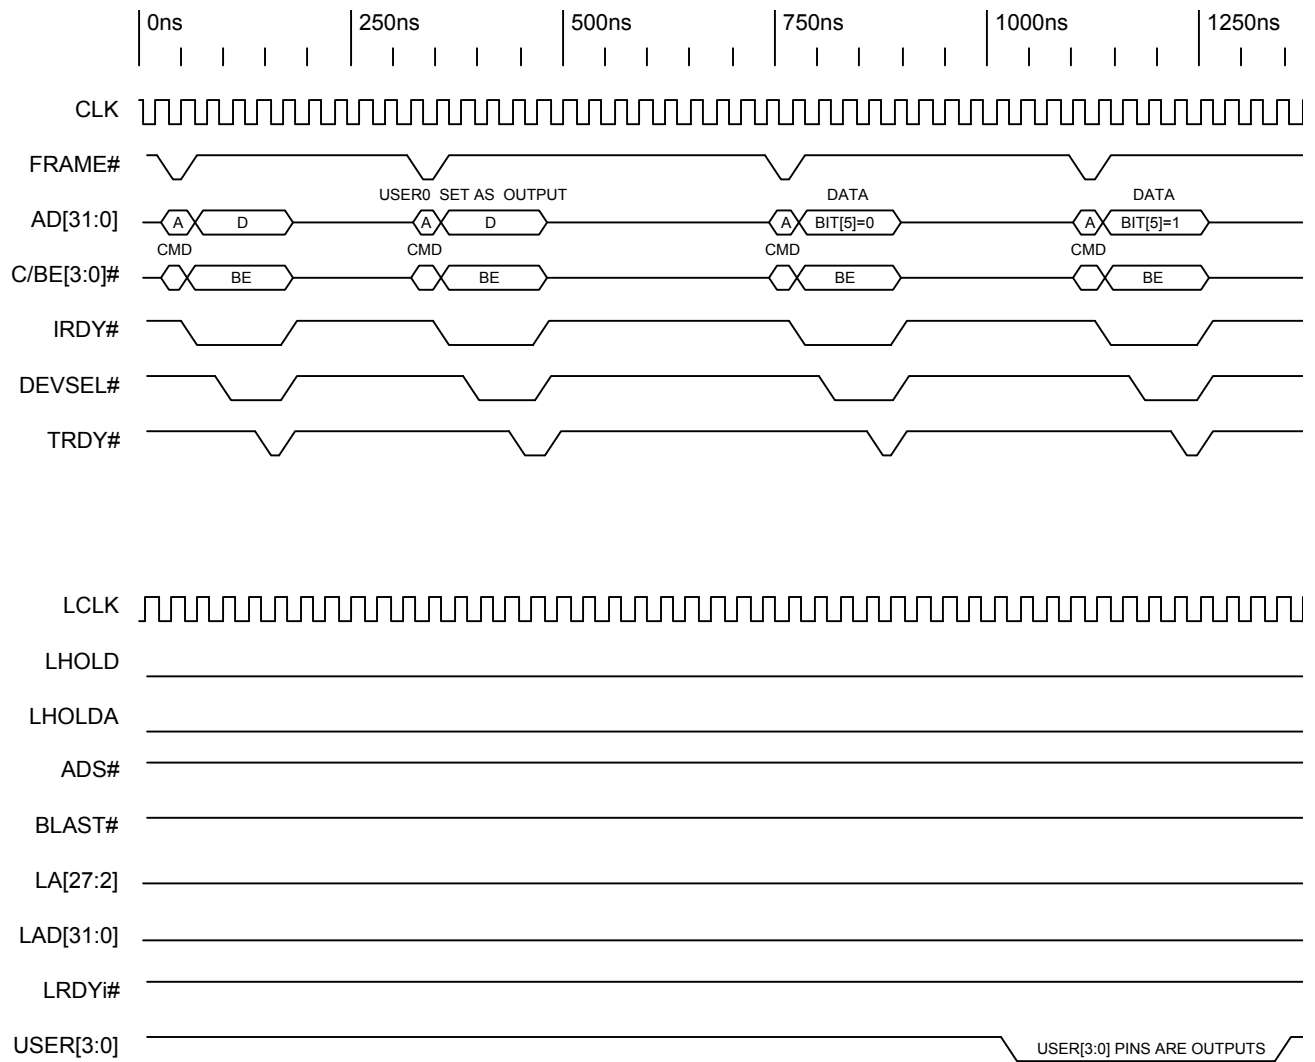 0ns 250ns 500ns 750ns 1000ns 1250ns
CLK
FRAME#
USER0 SET AS OUTPUT DATA DATA
AD[31:0] A D A D A BIT[5]=0 A BIT[5]=1
CMD CMD CMD CMD
C/BE[3:0]# BE BE BE BE
IRDY#
DEVSEL#
TRDY#
LCLK
LHOLD
LHOLDA
ADS#
BLAST#
LA[27:2]
LAD[31:0]
LRDYi#
USER[3:0] USER[3:0] PINS ARE OUTPUTS